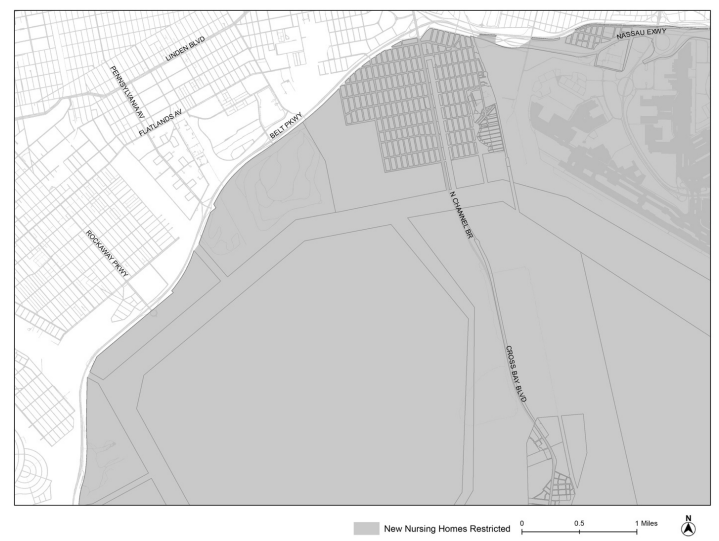 NASSAU EXWY
LINDEN BLVD
PENNSYLVANIA AV
FLATLANDS AV
BELT PKWY
N CHANNEL BR
ROCKAWAY PKWY
CROSS BAY BLVD
New Nursing Homes Restricted
0 0.5 1 Miles
N